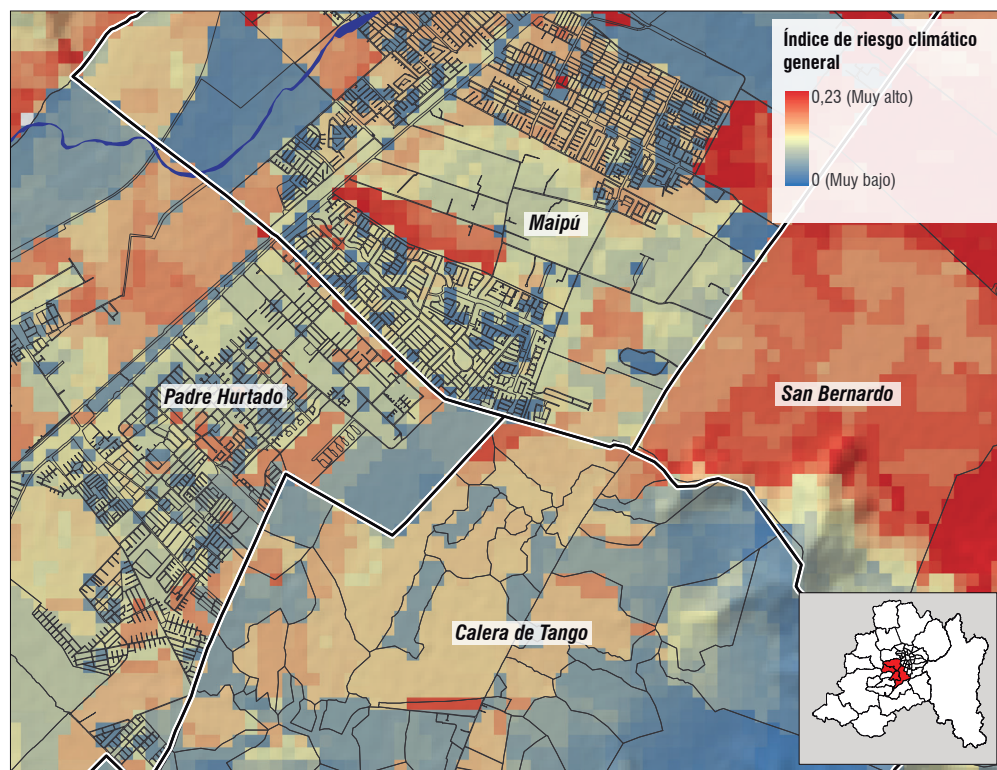 Índice de riesgo climático
general
0,23 (Muy alto)
0 (Muy bajo)
Maipú
Padre Hurtado
San Bernardo
Calera de Tango